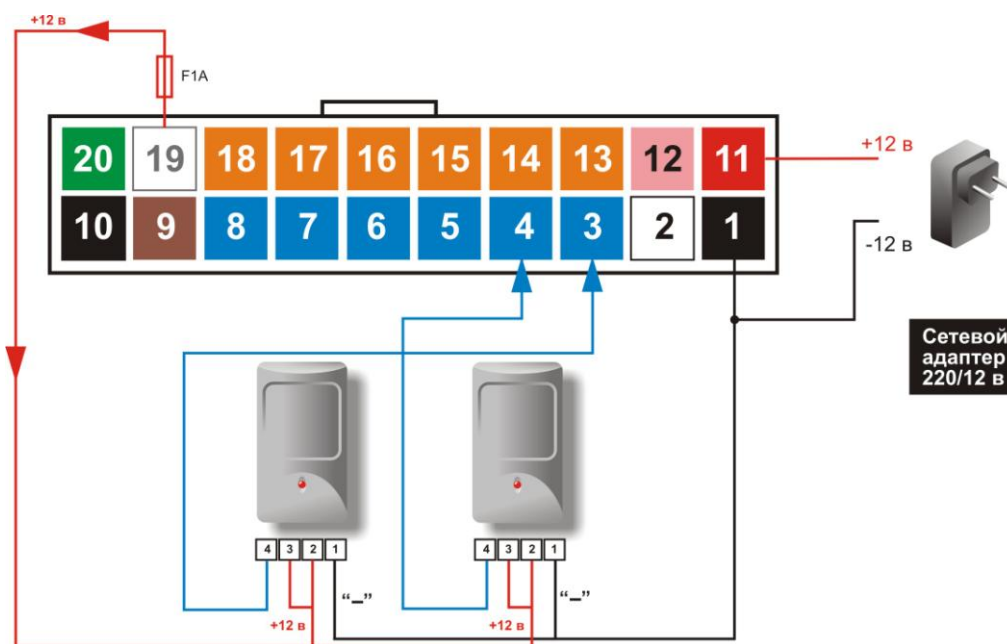 +12 в
F1A
20 19 18 17 16 15 14 13 12 11
+12 в
10 9 8 7 6 5 4 3 2 1
-12 в
Сетевой
адаптер
220/12 в
4 3 2 1
4 3 2 1
“–”
“–”
+12 в
+12 в